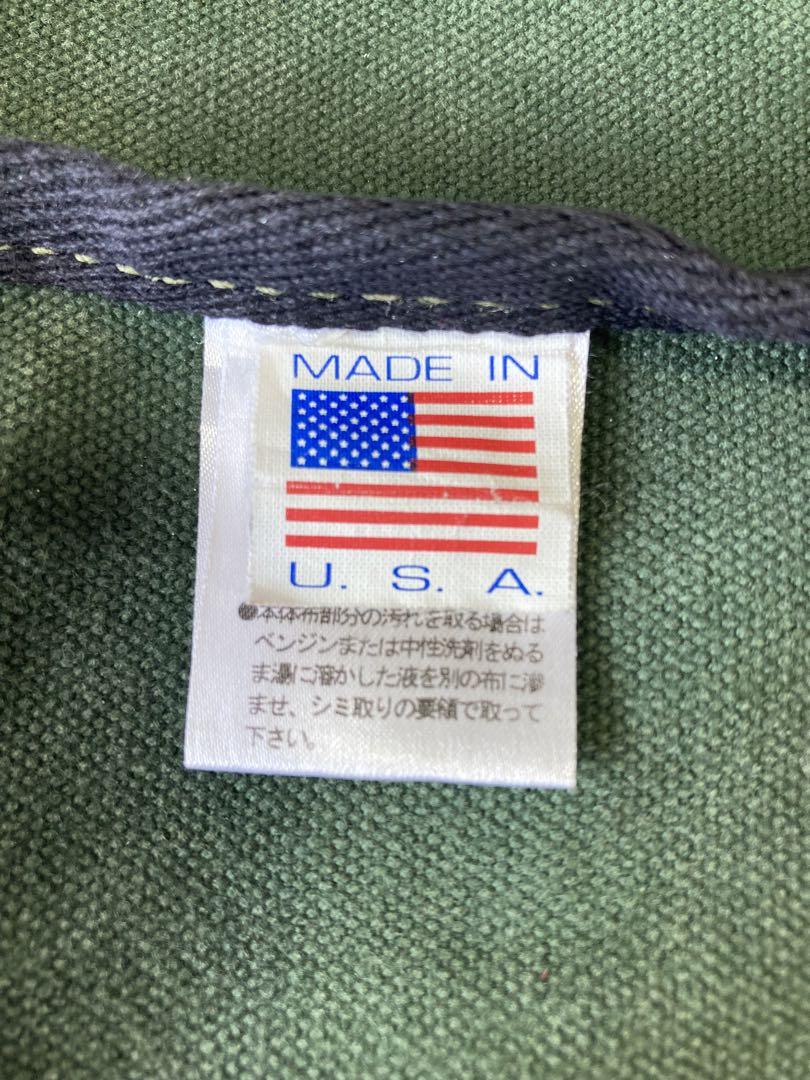 MADE IN
U. S. A.
●本体布部分の汚れを取る場合は
ベンジンまたは中性洗剤をぬる
ま湯に溶かした液を別の布に滲
ませ、シミ取りの要領で取って
下さい。